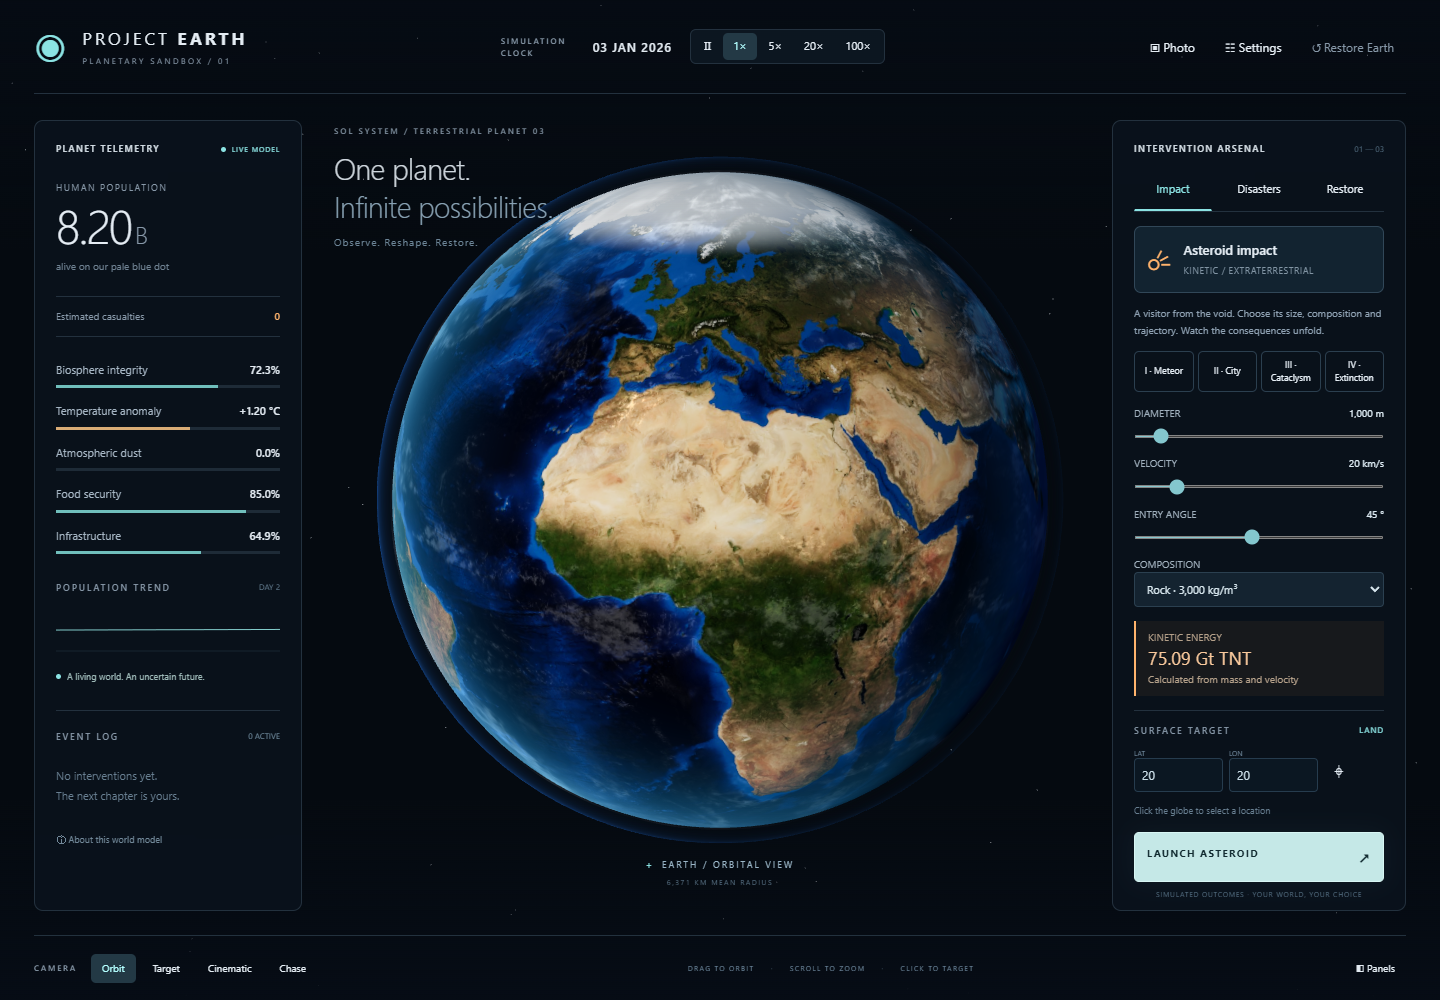 PROJECT EARTH
PLANETARY SANDBOX / 01
SIMULATION
CLOCK
03 JAN 2026
II
1×
5×
20×
100×
Photo
Settings
Restore Earth
PLANET TELEMETRY
LIVE MODEL
HUMAN POPULATION
8.20 B
alive on our pale blue dot
Estimated casualties
0
Biosphere integrity
72.3%
Temperature anomaly
+1.20 °C
Atmospheric dust
0.0%
Food security
85.0%
Infrastructure
64.9%
POPULATION TREND
DAY 2
A living world. An uncertain future.
EVENT LOG
0 ACTIVE
No interventions yet.
The next chapter is yours.
ⓘ About this world model
SOL SYSTEM / TERRESTRIAL PLANET 03
One planet.
Infinite possibilities.
Observe. Reshape. Restore.
+ EARTH / ORBITAL VIEW
6,371 KM MEAN RADIUS
INTERVENTION ARSENAL
01 — 03
Impact
Disasters
Restore
Asteroid impact
KINETIC / EXTRATERRESTRIAL
A visitor from the void. Choose its size, composition and
trajectory. Watch the consequences unfold.
I · Meteor
II · City
III ·
Cataclysm
IV ·
Extinction
DIAMETER
1,000 m
VELOCITY
20 km/s
ENTRY ANGLE
45 °
COMPOSITION
Rock · 3,000 kg/m³
KINETIC ENERGY
75.09 Gt TNT
Calculated from mass and velocity
SURFACE TARGET
LAND
LAT
LON
20
20
Click the globe to select a location
LAUNCH ASTEROID ↗
SIMULATED OUTCOMES · YOUR WORLD, YOUR CHOICE
CAMERA
Orbit
Target
Cinematic
Chase
DRAG TO ORBIT · SCROLL TO ZOOM · CLICK TO TARGET
Panels